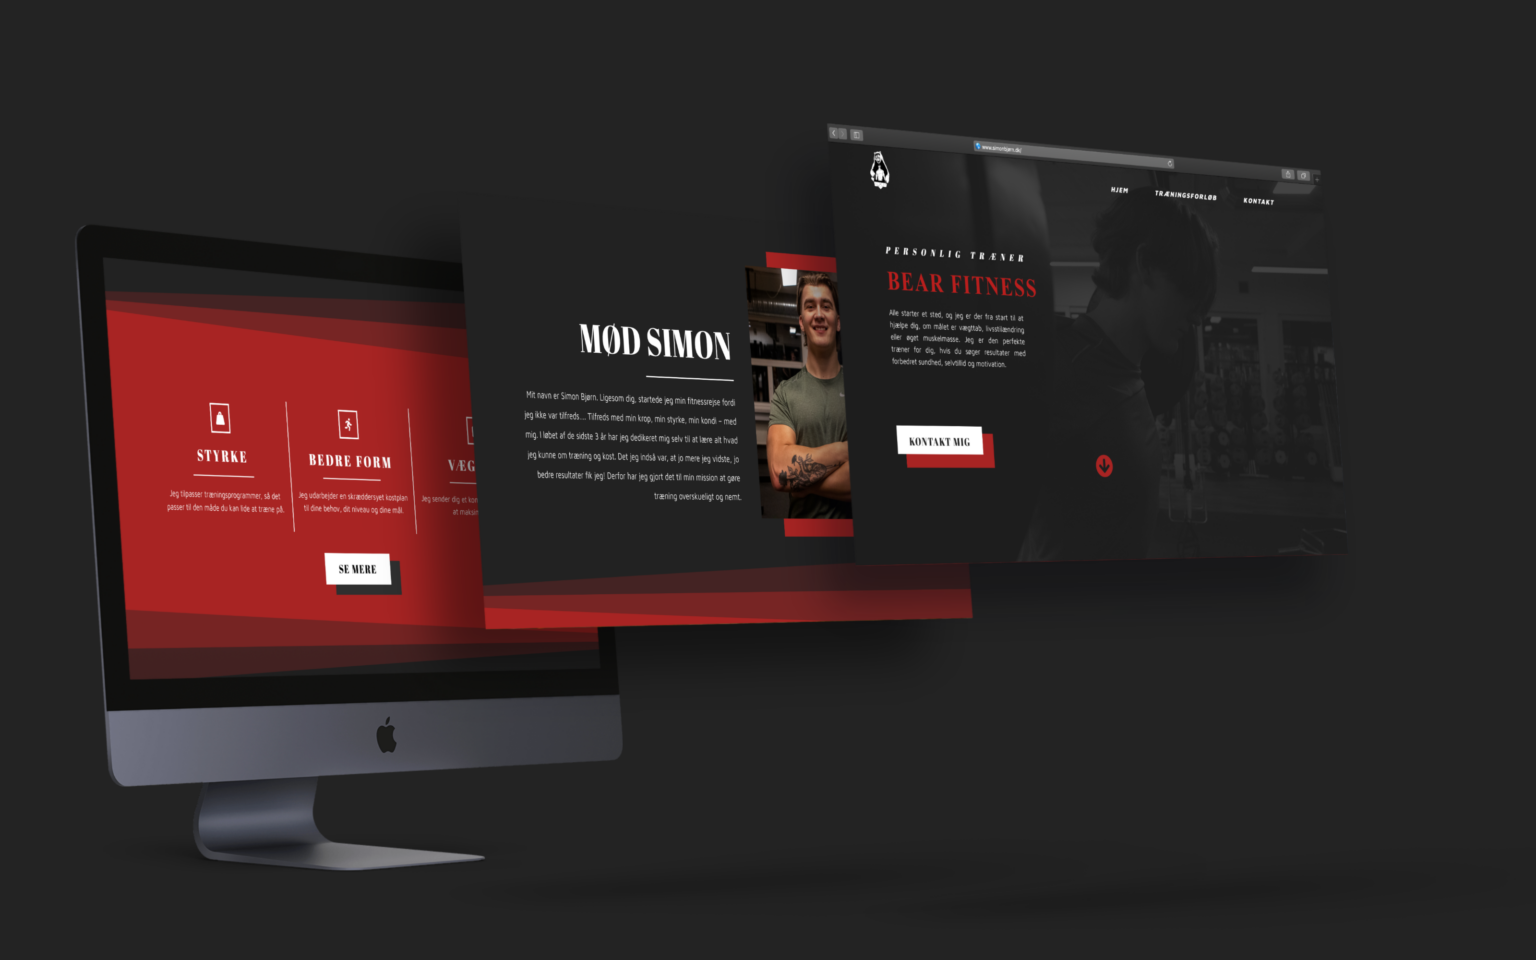 STYRKE
Jeg tilpasser træningsprogrammer, så det
passer til den måde du kan lide at træne på.
BEDRE FORM
Jeg udarbejder en skræddersyet kostplan
til dine behov, dit niveau og dine mål.
VÆG
Jeg sender dig et
at
SE MERE
MØD SIMON
Mit navn er Simon Bjørn. Ligesom dig, startede jeg min fitnessrejse fordi
jeg ikke var tilfreds... Tilfreds med min krop, min styrke, min kondi – med
mig. I løbet af de sidste 3 år har jeg dedikeret mig selv til at lære alt hvad
jeg kunne om træning og kost. Det jeg indså var, at jo mere jeg vidste, jo
bedre resultater fik jeg! Derfor har jeg gjort det til min mission at gøre
træning overskueligt og nemt.
www.simonbjørn.dk/
HJEM
TRÆNINGSFORLØB
KONTAKT
PERSONLIG TRÆNER
BEAR FITNESS
Alle starter et sted, og jeg er der fra start til at
hjælpe dig, om målet er vægttab, livsstilændring
eller øget muskelmasse. Jeg er den perfekte
træner for dig, hvis du søger resultater med
forbedret sundhed, selvtillid og motivation.
KONTAKT MIG